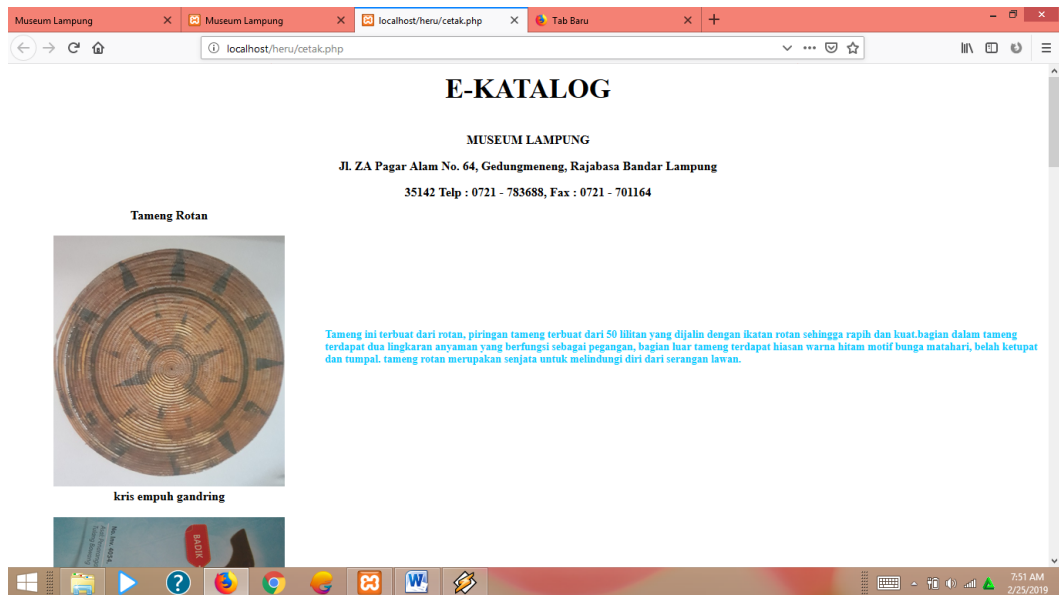 Museum Lampung
Museum Lampung
localhost/heru/cetak.php
Tab Baru
localhost/heru/cetak.php
E-KATALOG
MUSEUM LAMPUNG
Jl. ZA Pagar Alam No. 64, Gedungmeneng, Rajabasa Bandar Lampung
35142 Telp : 0721 - 783688, Fax : 0721 - 701164
Tameng Rotan
Tameng ini terbuat dari rotan, piringan tameng terbuat dari 50 lilitan yang dijalin dengan ikatan rotan sehingga rapih dan kuat.bagian dalam tameng
terdapat dua lingkaran anyaman yang berfungsi sebagai pegangan, bagian luar tameng terdapat hiasan warna hitam motif bunga matahari, belah ketupat
dan tumpal. tameng rotan merupakan senjata untuk melindungi diri dari serangan lawan.
kris empuh gandring
BADIK
7:51 AM
2/25/2019